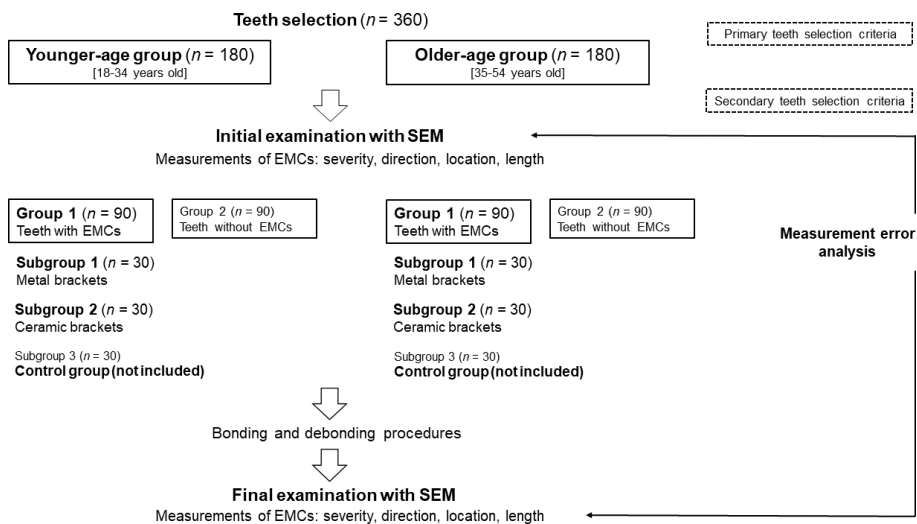 Teeth selection (n = 360)
Primary teeth selection criteria
Younger-age group (n = 180)
[18-34 years old]
Older-age group (n = 180)
[35-54 years old]
Secondary teeth selection criteria
Initial examination with SEM
Measurements of EMCs: severity, direction, location, length
Group 1 (n = 90)
Teeth with EMCs
Group 2 (n = 90)
Teeth without EMCs
Subgroup 1 (n = 30)
Metal brackets
Subgroup 2 (n = 30)
Ceramic brackets
Subgroup 3 (n = 30)
Control group (not included)
Group 1 (n = 90)
Teeth with EMCs
Group 2 (n = 90)
Teeth without EMCs
Subgroup 1 (n = 30)
Metal brackets
Subgroup 2 (n = 30)
Ceramic brackets
Subgroup 3 (n = 30)
Control group (not included)
Measurement error
analysis
Bonding and debonding procedures
Final examination with SEM
Measurements of EMCs: severity, direction, location, length